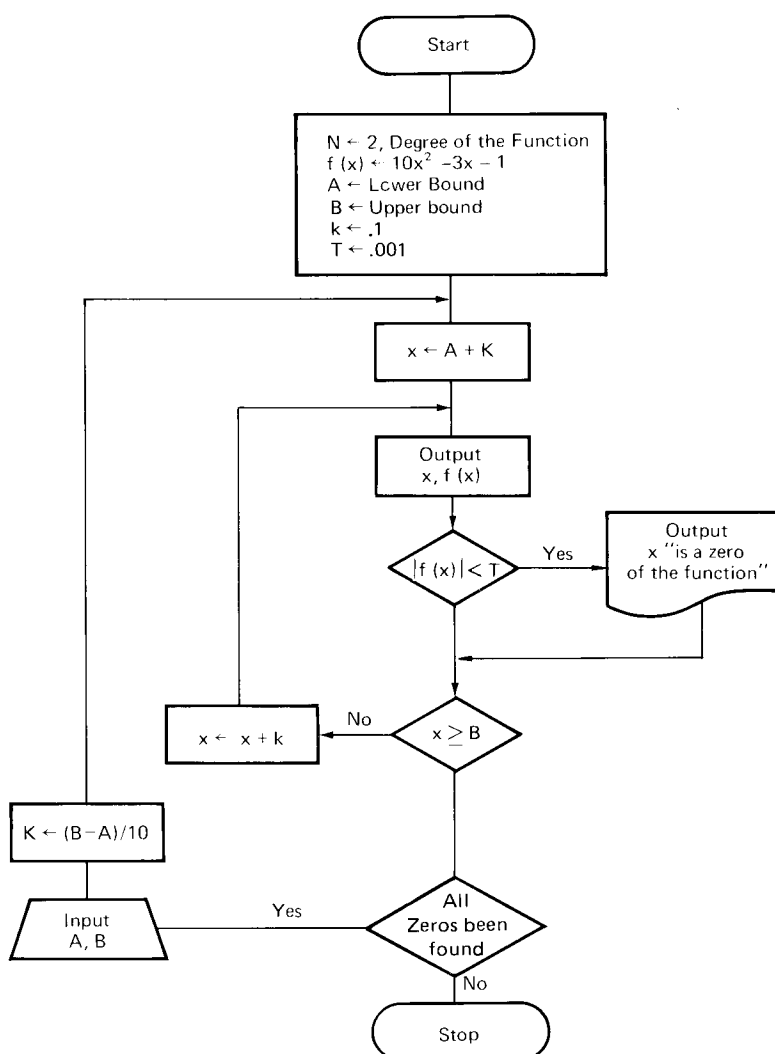 Start
N ← 2, Degree of the Function
f (x) ← 10x² −3x − 1
A ← Lower Bound
B ← Upper bound
k ← .1
T ← .001
x ← A + K
Output
x, f (x)
|f (x)| < T
Yes
Output
x "is a zero
of the function"
x ≥ B
No
x ← x + k
K ← (B−A)/10
Input
A, B
Yes
All
Zeros been
found
No
Stop